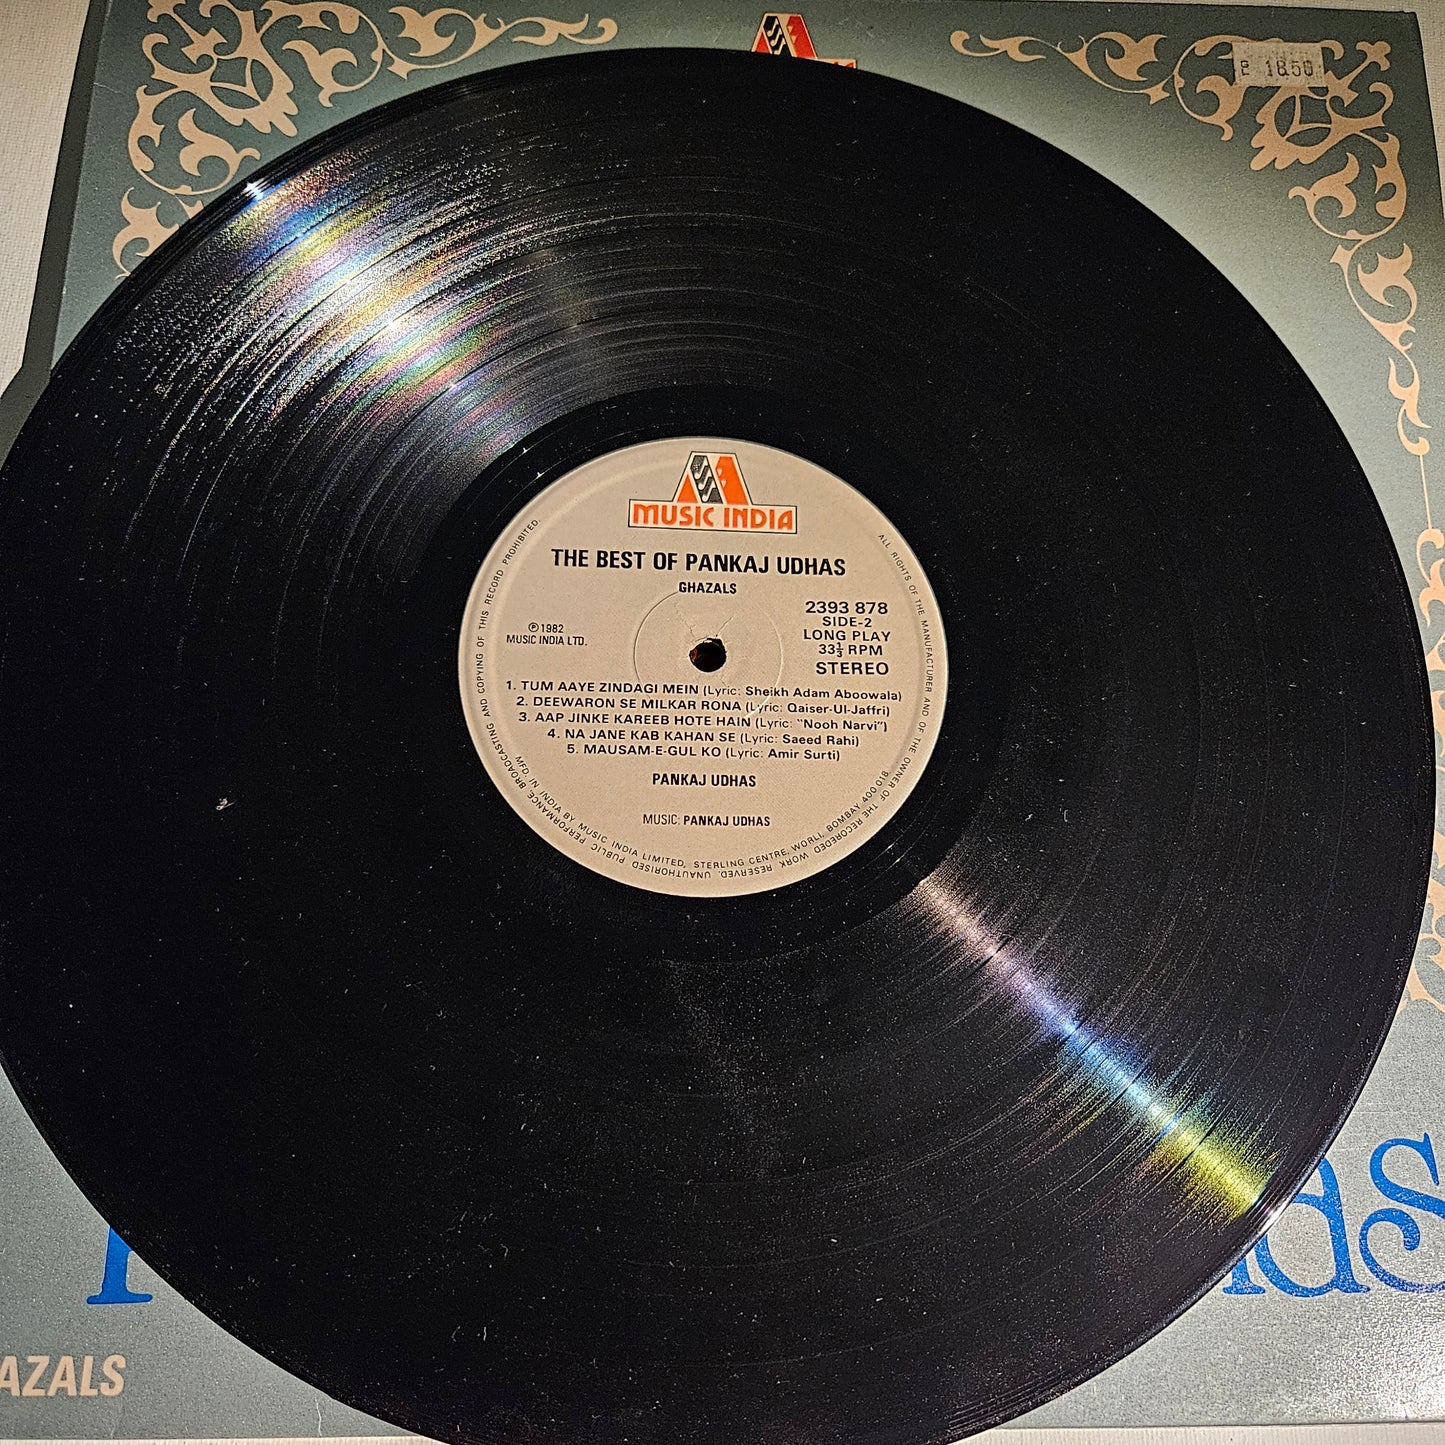 ₨ 16.50
MUSIC INDIA
THE BEST OF PANKAJ UDHAS
GHAZALS
℗ 1982
MUSIC INDIA LTD.
2393 878
SIDE-2
LONG PLAY
33⅓ RPM
STEREO
1. TUM AAYE ZINDAGI MEIN (Lyric: Sheikh Adam Aboowala)
2. DEEWARON SE MILKAR RONA (Lyric: Qaiser-Ul-Jaffri)
3. AAP JINKE KAREEB HOTE HAIN (Lyric: "Nooh Narvi")
4. NA JANE KAB KAHAN SE (Lyric: Saeed Rahi)
5. MAUSAM-E-GUL KO (Lyric: Amir Surti)
PANKAJ UDHAS
MUSIC: PANKAJ UDHAS
ALL RIGHTS OF THE MANUFACTURER AND OF THE OWNER OF THE RECORDED WORK RESERVED. UNAUTHORISED PUBLIC PERFORMANCE, BROADCASTING AND COPYING OF THIS RECORD PROHIBITED.
MFD. IN INDIA BY MUSIC INDIA LIMITED, STERLING CENTRE, WORLI, BOMBAY 400 018.
has
AZALS